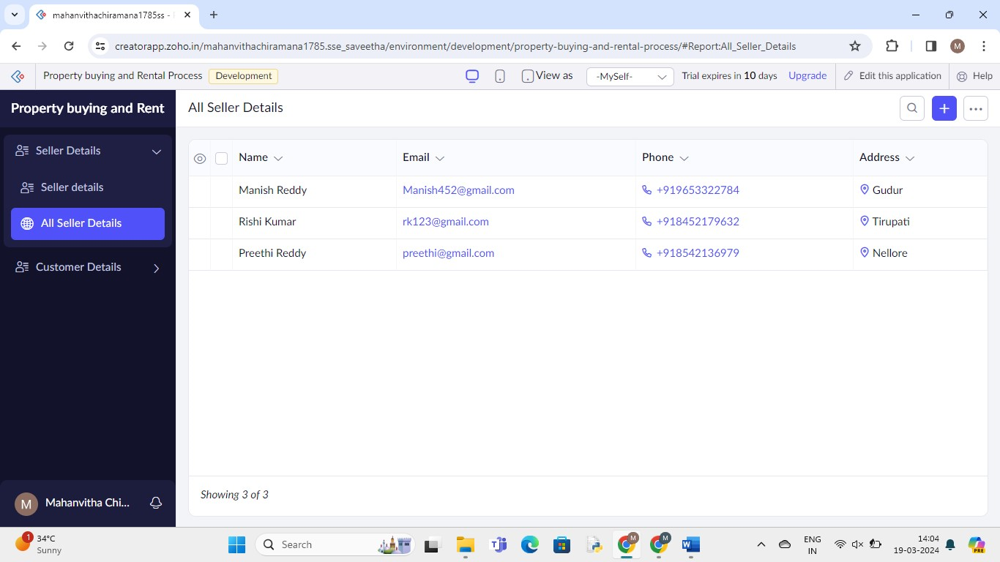 mahanvithachiramana1785ss -
creatorapp.zoho.in/mahanvithachiramana1785.sse_saveetha/environment/development/property-buying-and-rental-process/#Report:All_Seller_Details
M
Property buying and Rental Process Development View as -MySelf- Trial expires in 10 days Upgrade Edit this application Help
Property buying and Rent
All Seller Details
Seller Details
Seller details
All Seller Details
Customer Details
Name Email Phone Address
Manish Reddy Manish452@gmail.com +919653322784 Gudur
Rishi Kumar rk123@gmail.com +918452179632 Tirupati
Preethi Reddy preethi@gmail.com +918542136979 Nellore
Showing 3 of 3
M Mahanvitha Chi...
1 34°C
Sunny
Search
M
M
W
ENG
IN
14:04
19-03-2024
PRE